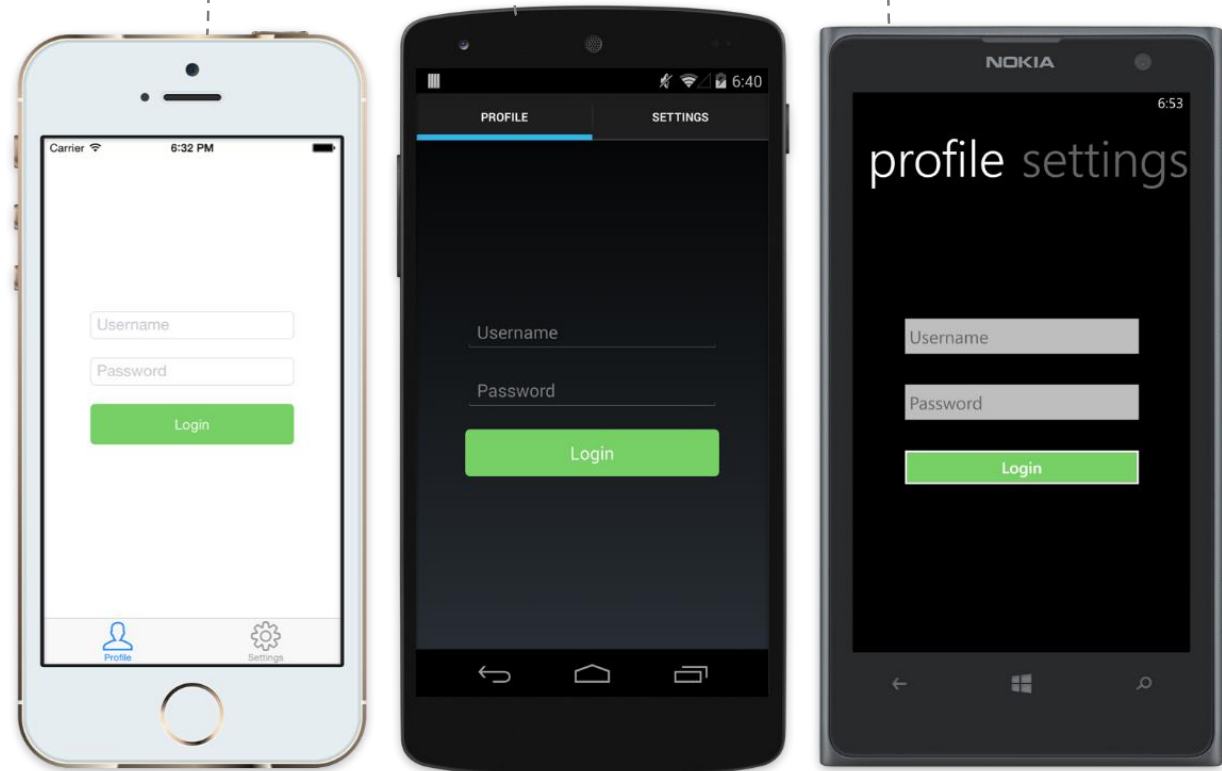 Carrier 6:32 PM
Username
Password
Login
Profile Settings
6:40
PROFILE SETTINGS
Username
Password
Login
NOKIA
6:53
profile settings
Username
Password
Login